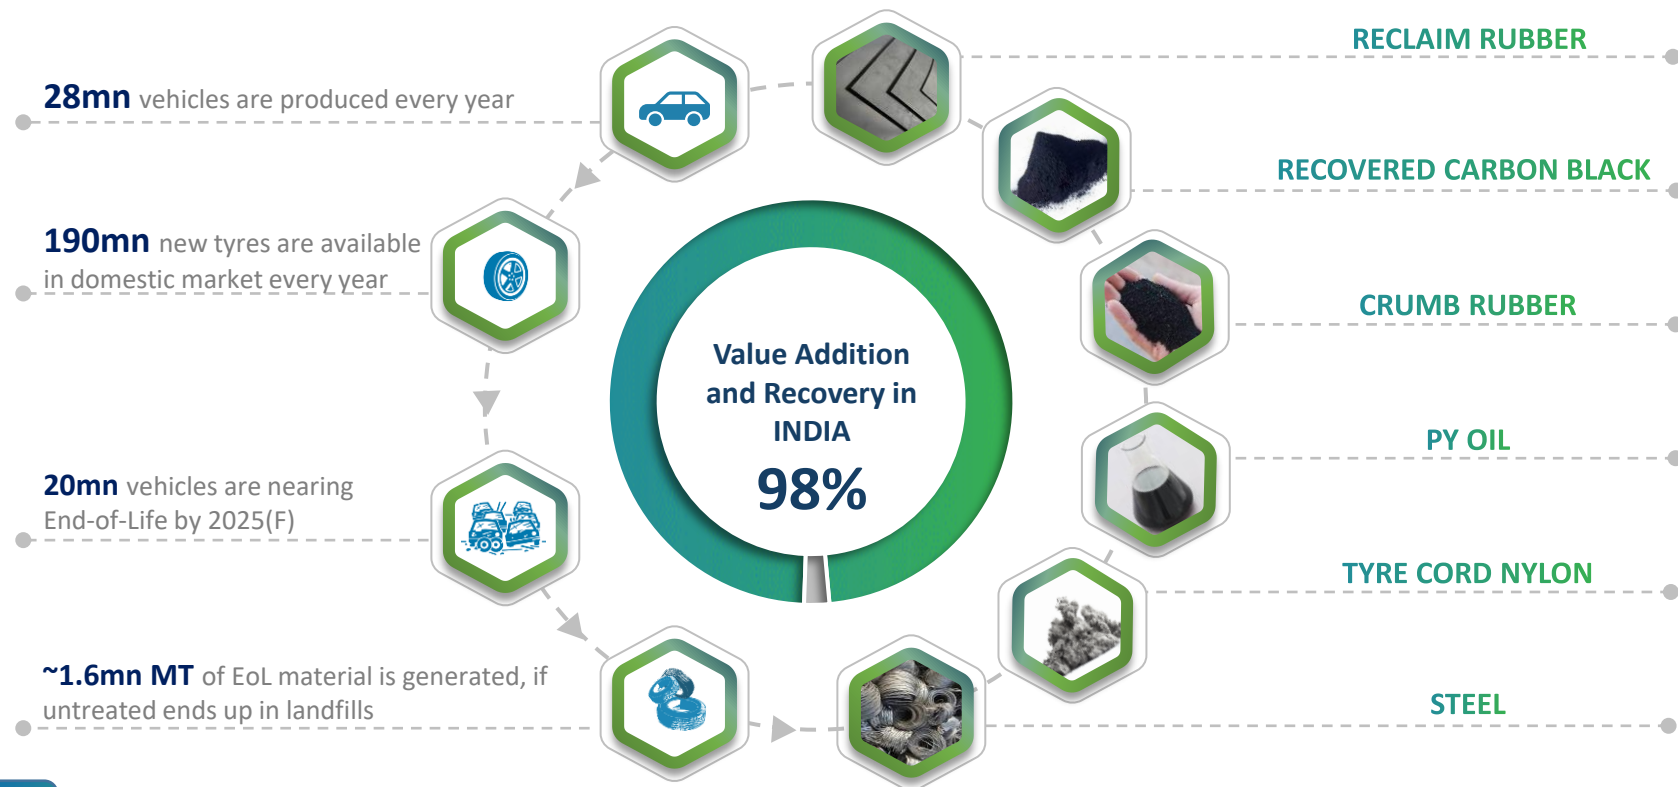 28mn vehicles are produced every year
190mn new tyres are available
in domestic market every year
20mn vehicles are nearing
End-of-Life by 2025(F)
~1.6mn MT of EoL material is generated, if
untreated ends up in landfills
Value Addition
and Recovery in
INDIA
98%
RECLAIM RUBBER
RECOVERED CARBON BLACK
CRUMB RUBBER
PY OIL
TYRE CORD NYLON
STEEL